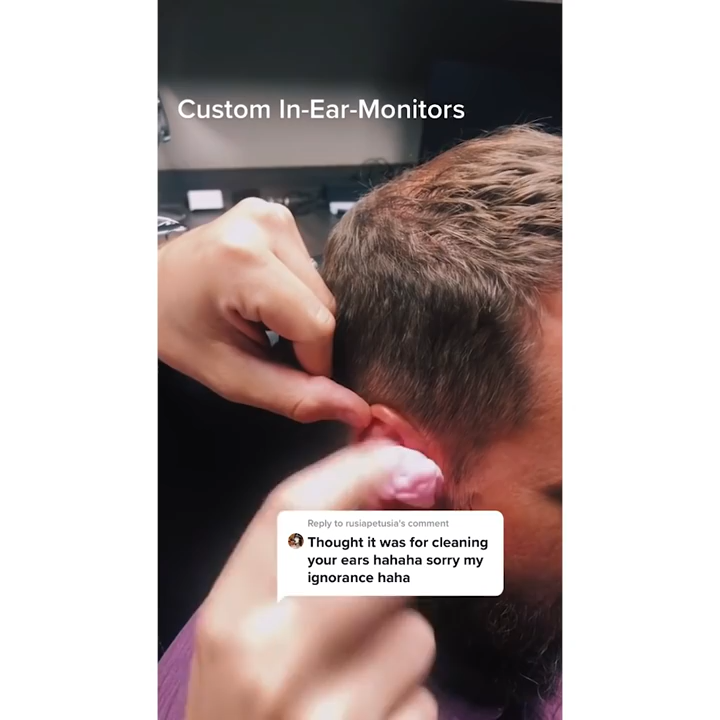 Custom In-Ear-Monitors
Reply to rusiapetusia's comment
Thought it was for cleaning
your ears hahaha sorry my
ignorance haha